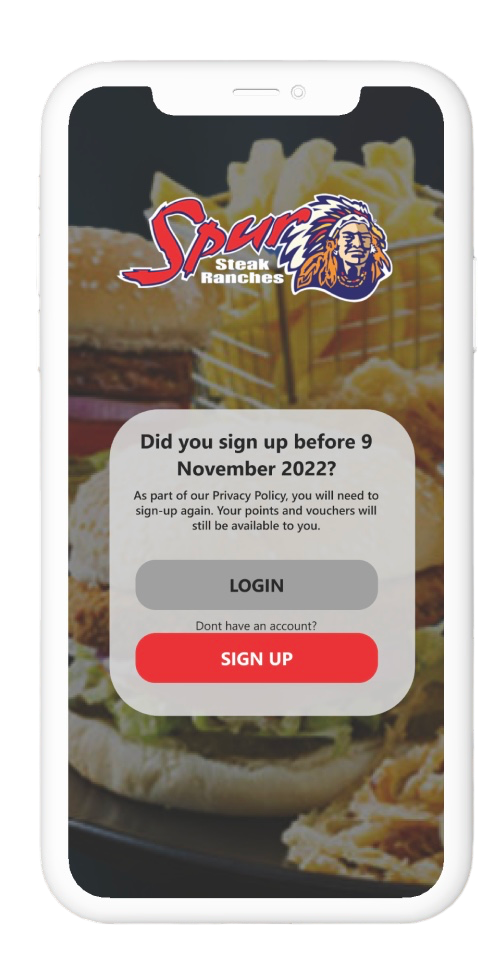 Spur
Steak
Ranches
Did you sign up before 9
November 2022?
As part of our Privacy Policy, you will need to
sign-up again. Your points and vouchers will
still be available to you.
LOGIN
Dont have an account?
SIGN UP